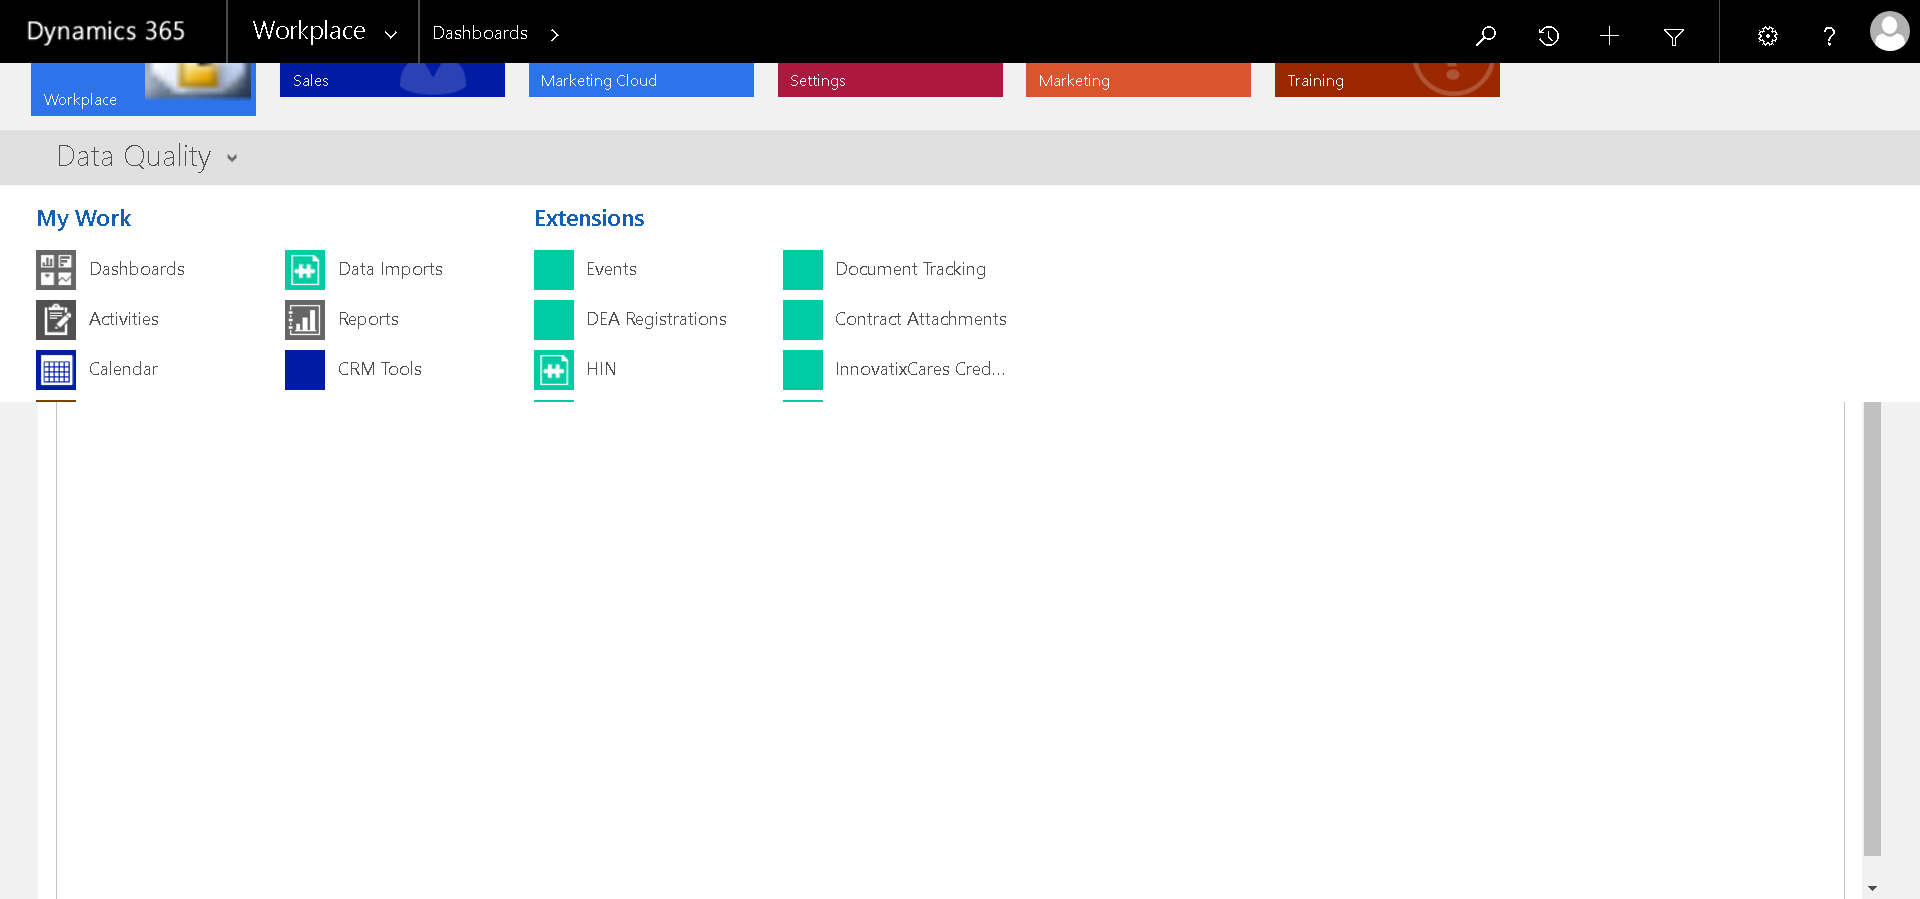 Dynamics 365 Workplace Dashboards ?
Workplace Sales Marketing Cloud Settings Marketing Training
Data Quality
My Work Extensions
Dashboards Data Imports Events Document Tracking
Activities Reports DEA Registrations Contract Attachments
Calendar CRM Tools HIN InnovatixCares Cred...